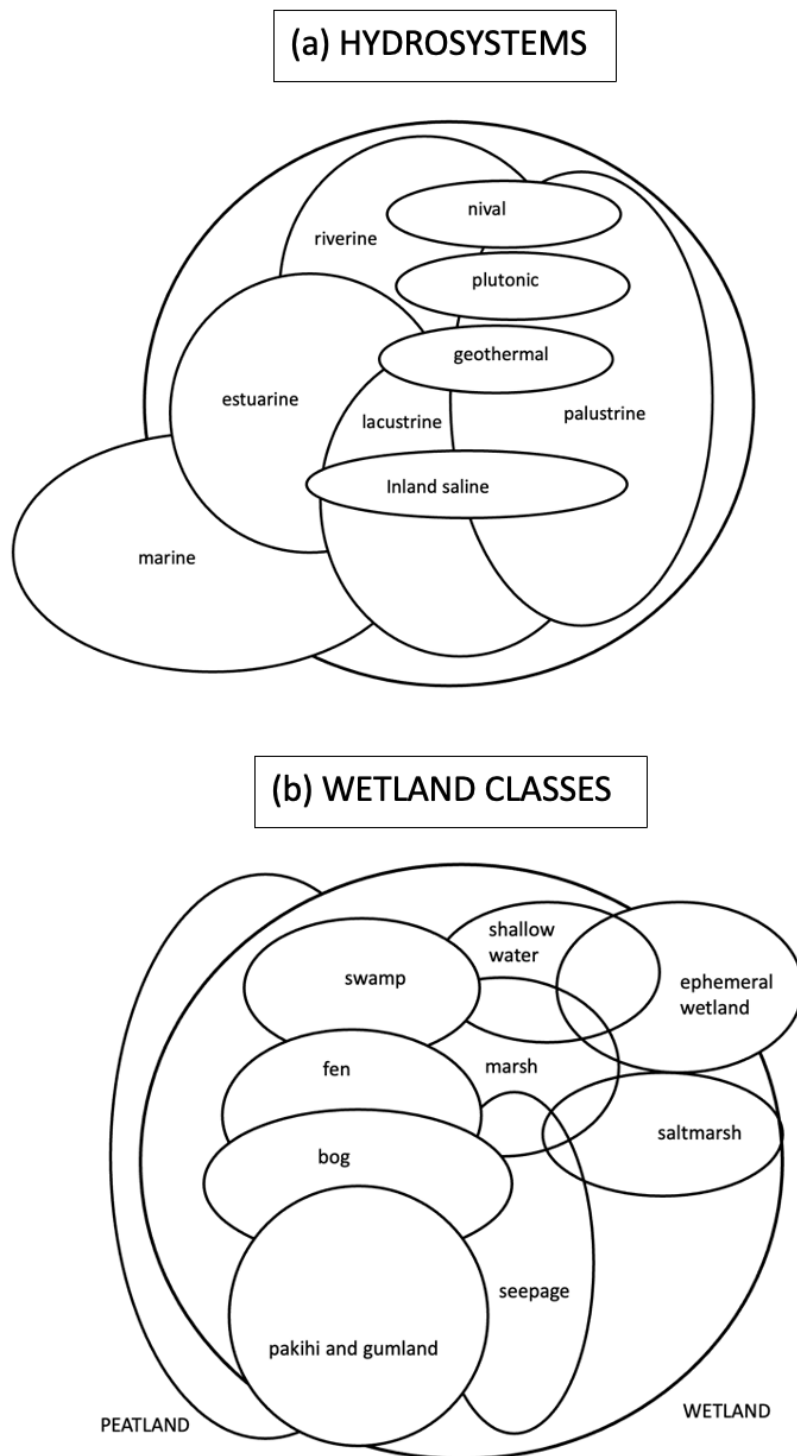 (a) HYDROSYSTEMS
nival
riverine
plutonic
geothermal
estuarine
lacustrine
palustrine
Inland saline
marine
(b) WETLAND CLASSES
shallow
water
swamp
ephemeral
wetland
fen
marsh
saltmarsh
bog
seepage
pakihi and gumland
PEATLAND
WETLAND